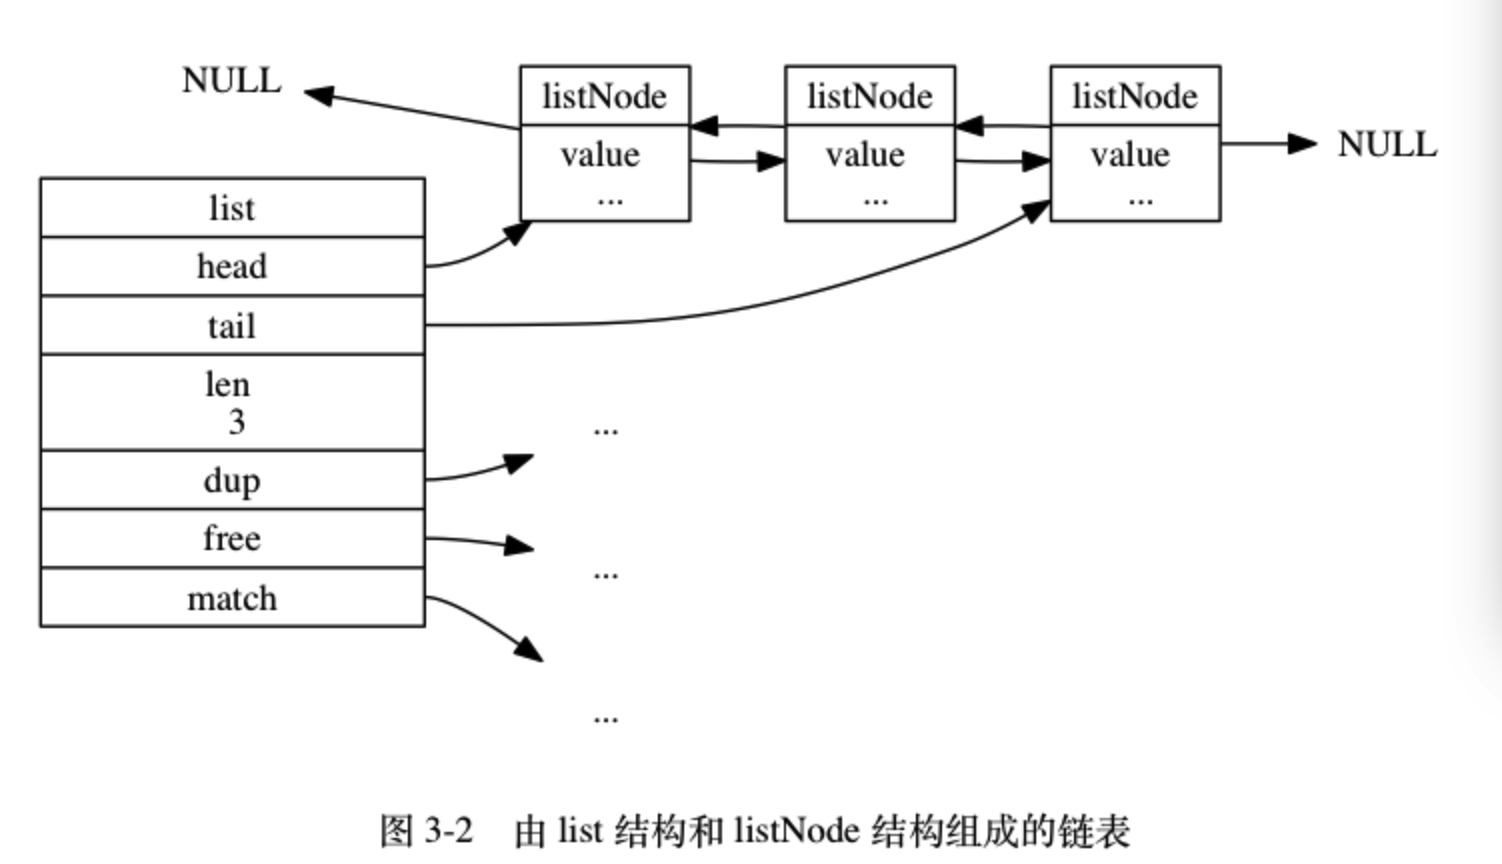 NULL
listNode
value
...
listNode
value
...
listNode
value
...
NULL
list
head
tail
len
3
dup
free
match
...
...
...
图 3-2 由 list 结构和 listNode 结构组成的链表